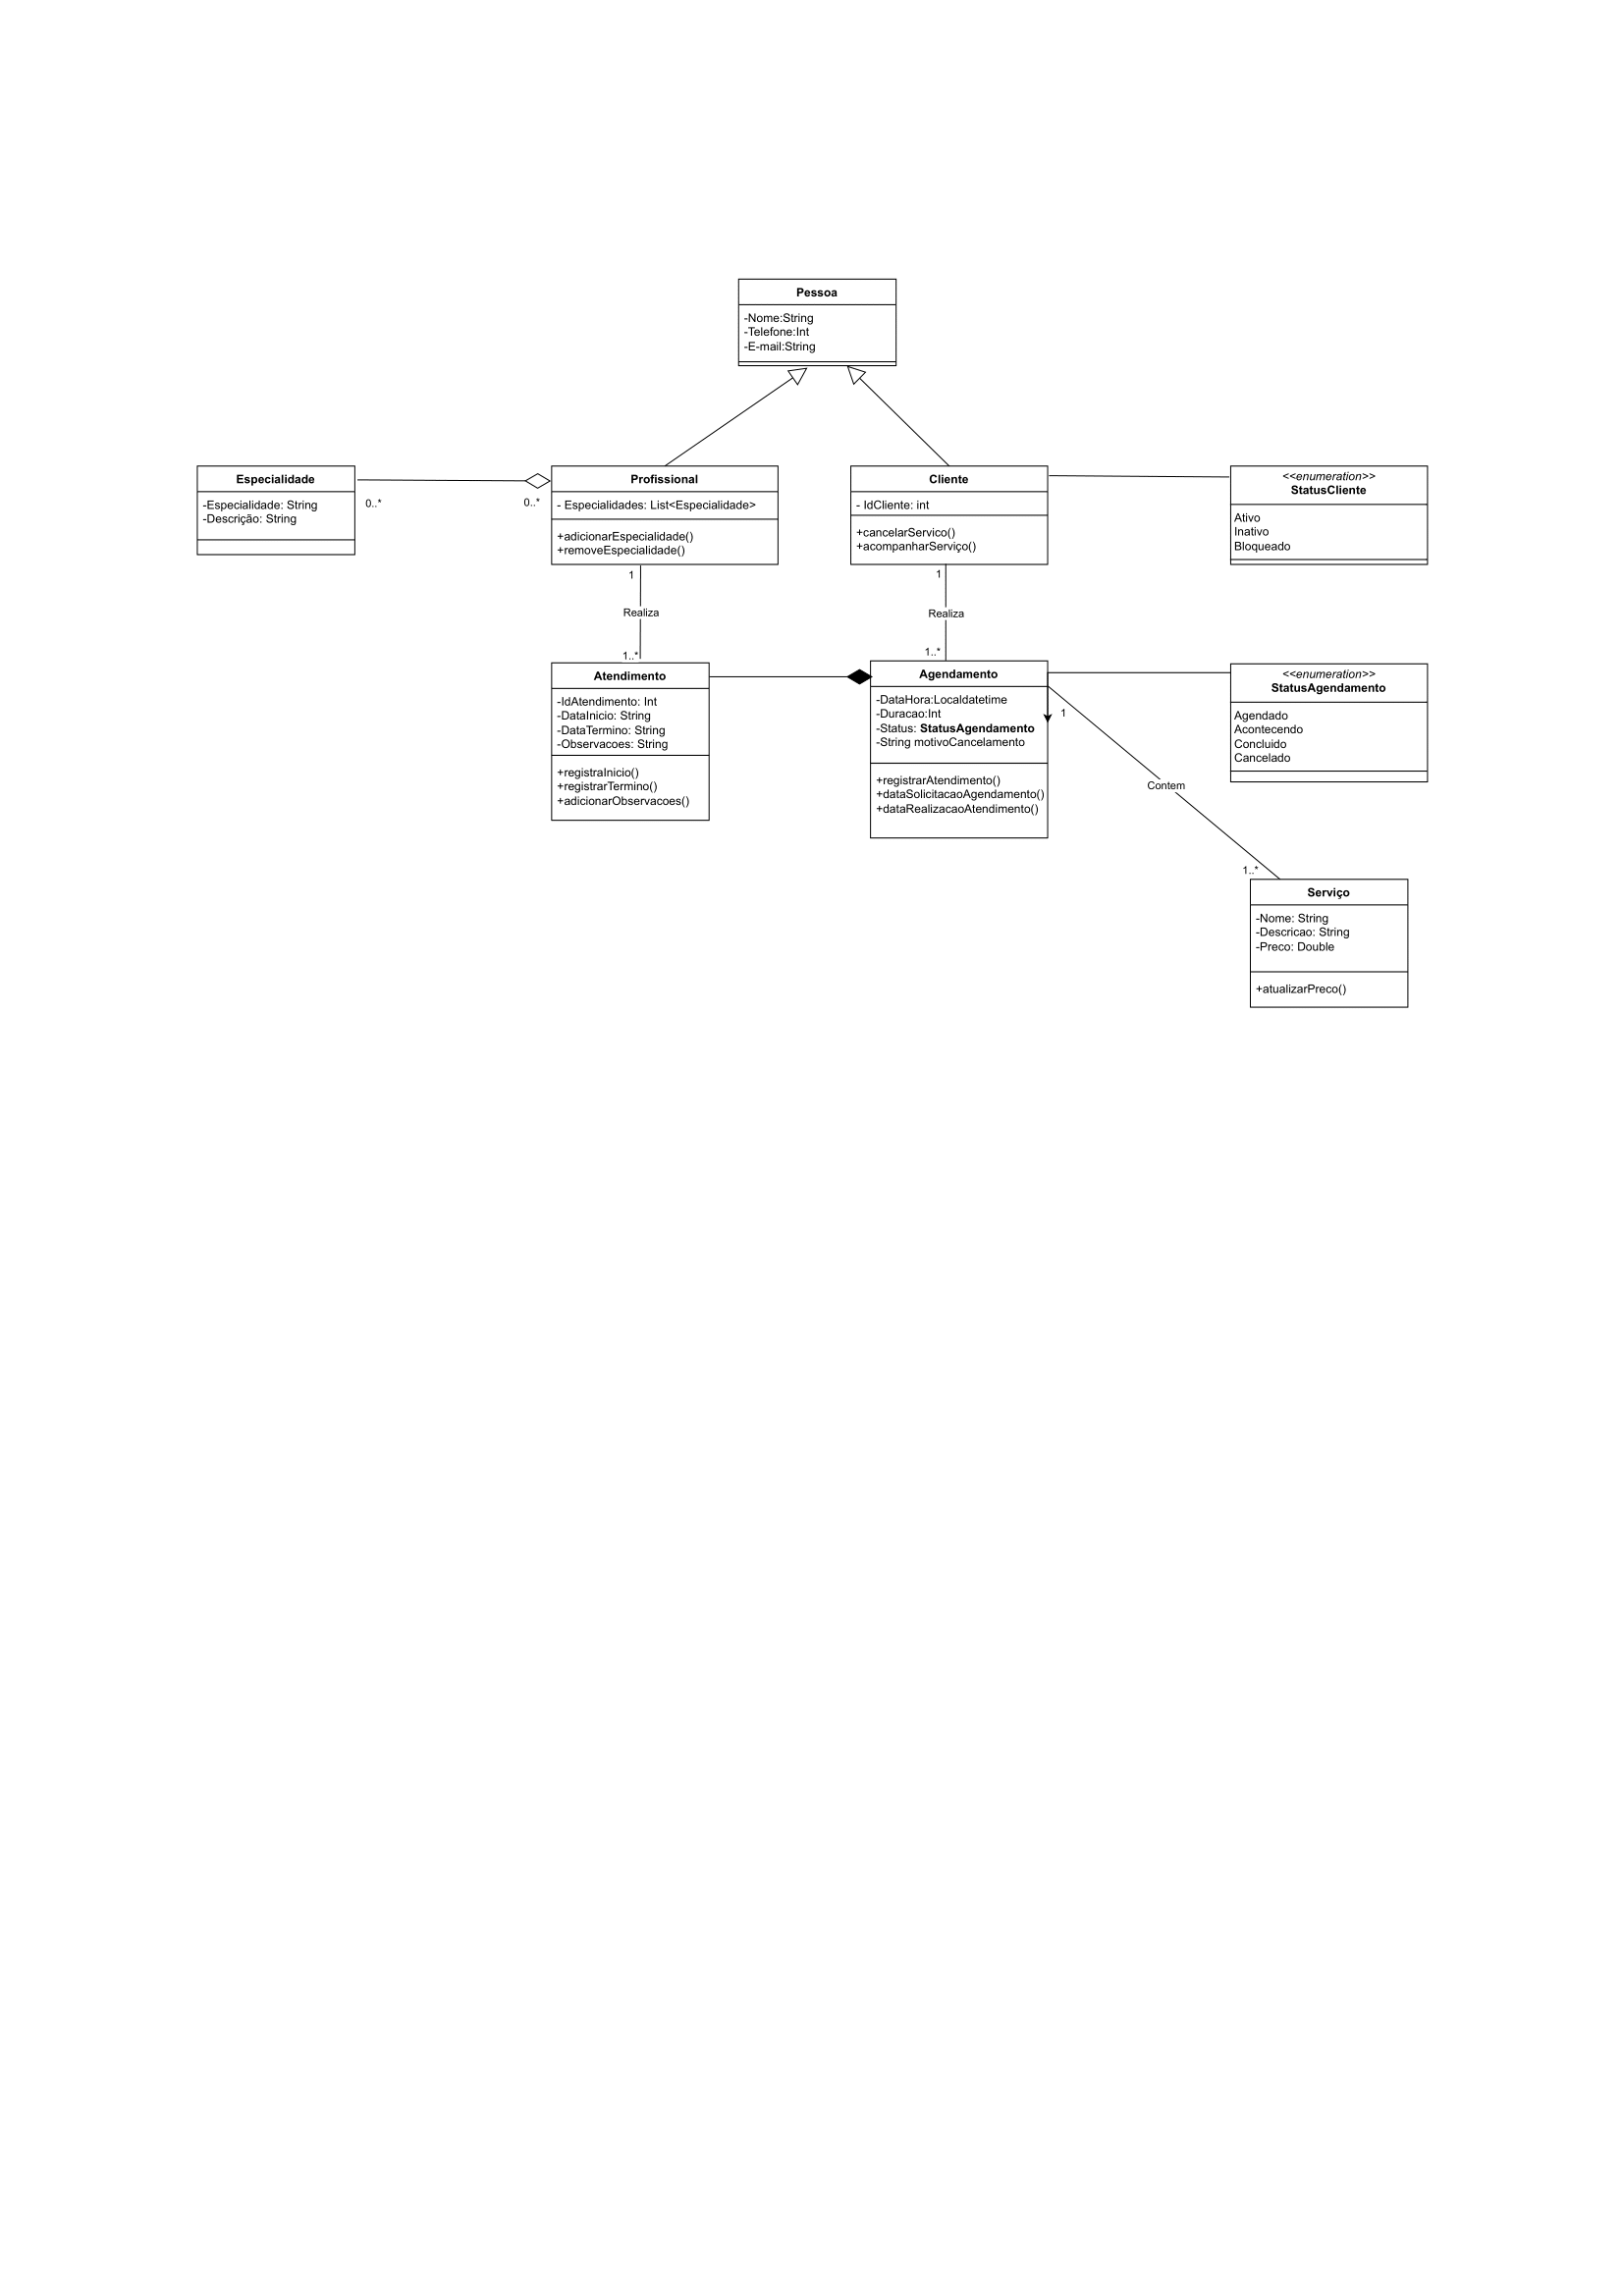 Pessoa
-Nome:String
-Telefone:Int
-E-mail:String
Especialidade
-Especialidade: String
-Descrição: String
0..*
0..*
Profissional
- Especialidades: List<Especialidade>
+adicionarEspecialidade()
+removeEspecialidade()
Cliente
- IdCliente: int
+cancelarServico()
+acompanharServiço()
<<enumeration>>
StatusCliente
Ativo
Inativo
Bloqueado
1
Realiza
1..*
1
Realiza
1..*
Atendimento
-IdAtendimento: Int
-DataInicio: String
-DataTermino: String
-Observacoes: String
+registraInicio()
+registrarTermino()
+adicionarObservacoes()
Agendamento
-DataHora:Localdatetime
-Duracao:Int
-Status: StatusAgendamento
-String motivoCancelamento
+registrarAtendimento()
+dataSolicitacaoAgendamento()
+dataRealizacaoAtendimento()
<<enumeration>>
StatusAgendamento
Agendado
Acontecendo
Concluido
Cancelado
1
Contem
1..*
Serviço
-Nome: String
-Descricao: String
-Preco: Double
+atualizarPreco()